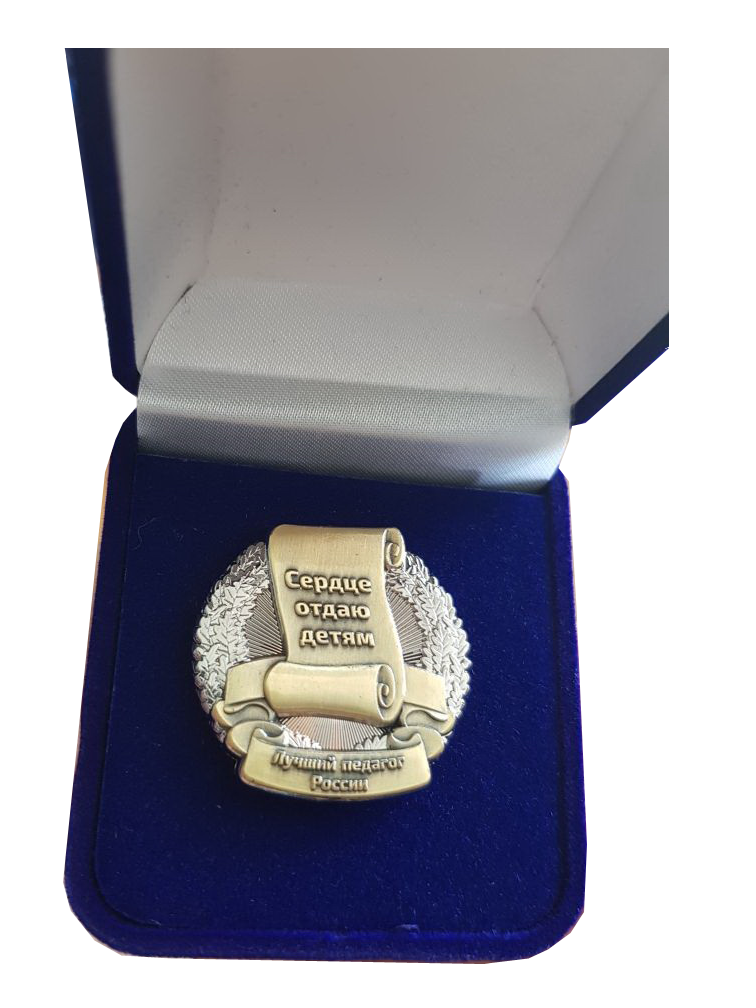 Сердце
отдаю
детям
Лучший педагог
России